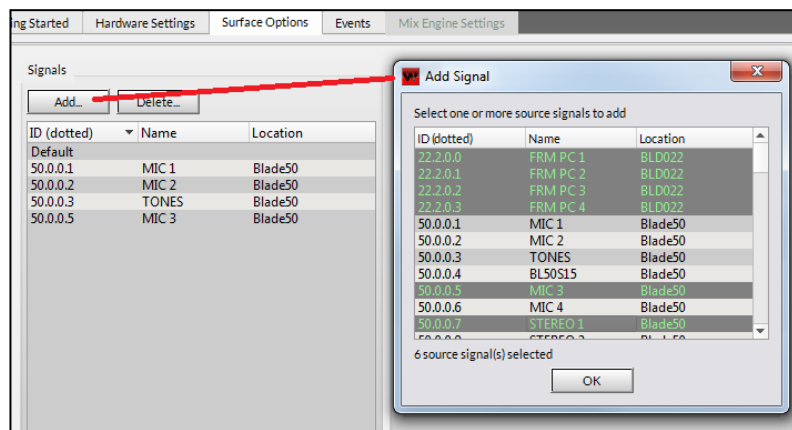 ing Started Hardware Settings Surface Options Events Mix Engine Settings
Signals
Add... Delete...
ID (dotted) Name Location
Default
50.0.0.1 MIC 1 Blade50
50.0.0.2 MIC 2 Blade50
50.0.0.3 TONES Blade50
50.0.0.5 MIC 3 Blade50
Add Signal
Select one or more source signals to add
ID (dotted) Name Location
22.2.0.0 FRM PC 1 BLD022
22.2.0.1 FRM PC 2 BLD022
22.2.0.2 FRM PC 3 BLD022
22.2.0.3 FRM PC 4 BLD022
50.0.0.1 MIC 1 Blade50
50.0.0.2 MIC 2 Blade50
50.0.0.3 TONES Blade50
50.0.0.4 BL50S15 Blade50
50.0.0.5 MIC 3 Blade50
50.0.0.6 MIC 4 Blade50
50.0.0.7 STEREO 1 Blade50
6 source signal(s) selected
OK